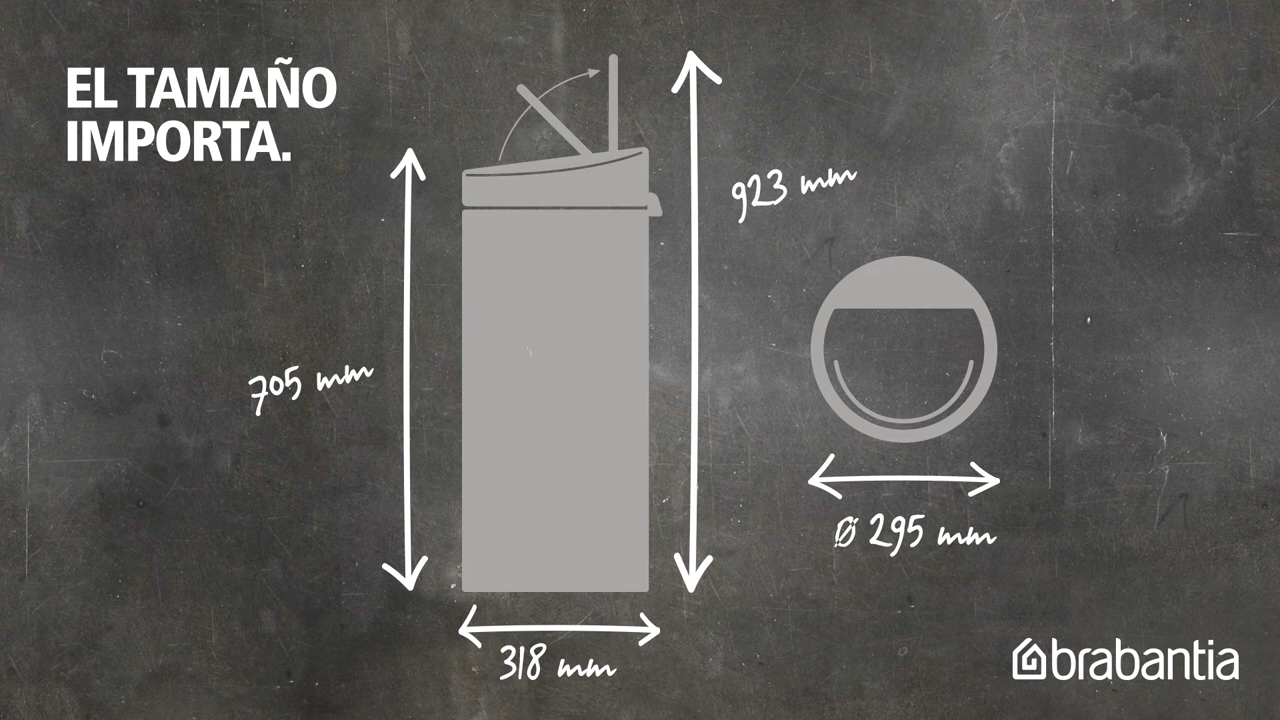 EL TAMAÑO
IMPORTA.
923 mm
705 mm
Ø 295 mm
318 mm
brabantia